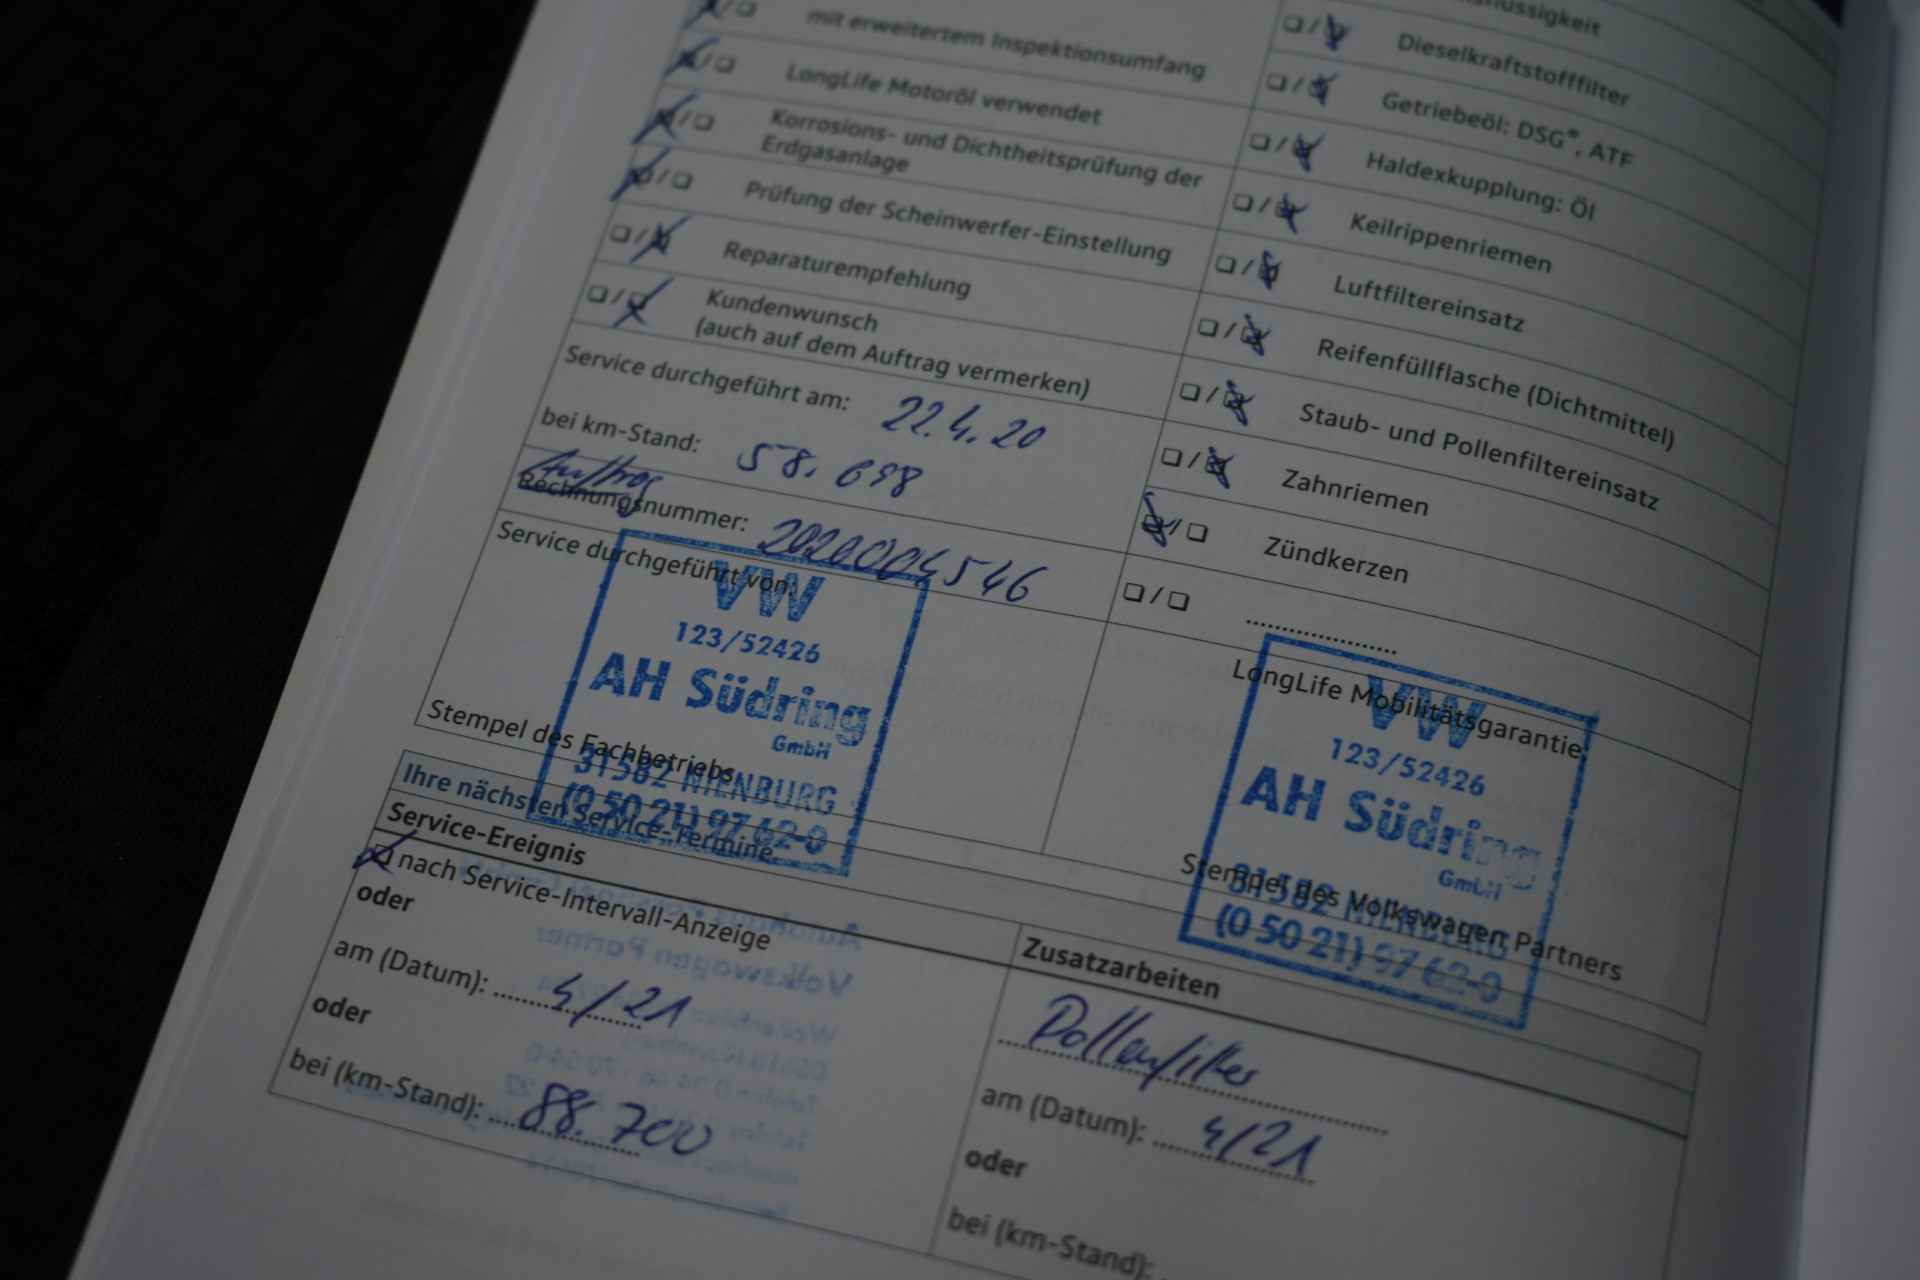 mit erweitertem Inspektionsumfang
LongLife Motoröl verwendet
Korrosions- und Dichtheitsprüfung der
Erdgasanlage
Prüfung der Scheinwerfer-Einstellung
Reparaturempfehlung
Kundenwunsch
(auch auf dem Auftrag vermerken)
Service durchgeführt am: 22.4.20
bei km-Stand: 58.698
Auftrag
Rechnungsnummer: 2020004546
Service durchgeführt von:
VW
123/52426
AH Südring
GmbH
31582 NIENBURG
(0 50 21) 97 62-0
Stempel des Fachbetriebs
Dieselkraftstofffilter
Getriebeöl: DSG®, ATF
Haldexkupplung: Öl
Keilrippenriemen
Luftfiltereinsatz
Reifenfüllflasche (Dichtmittel)
Staub- und Pollenfiltereinsatz
Zahnriemen
Zündkerzen
LongLife Mobilitätsgarantie:
VW
123/52426
AH Südring
GmbH
31582 NIENBURG
(0 50 21) 97 62-0
Stempel des Volkswagen Partners
Ihre nächsten Service-Termine
Service-Ereignis
nach Service-Intervall-Anzeige
oder
am (Datum): 4/21
oder
bei (km-Stand): 88.700
Zusatzarbeiten
Pollenfilter
am (Datum): 4/21
oder
bei (km-Stand):